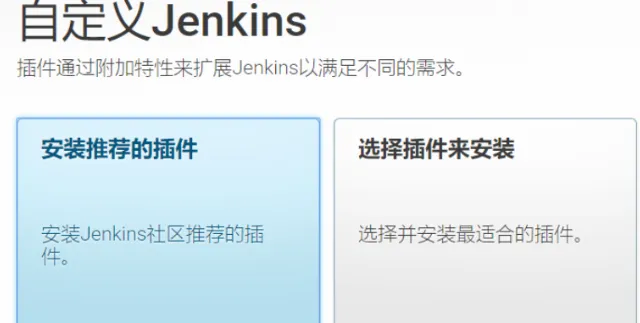 自定义Jenkins
插件通过附加特性来扩展Jenkins以满足不同的需求。
安装推荐的插件
安装Jenkins社区推荐的插
件。
选择插件来安装
选择并安装最适合的插件。